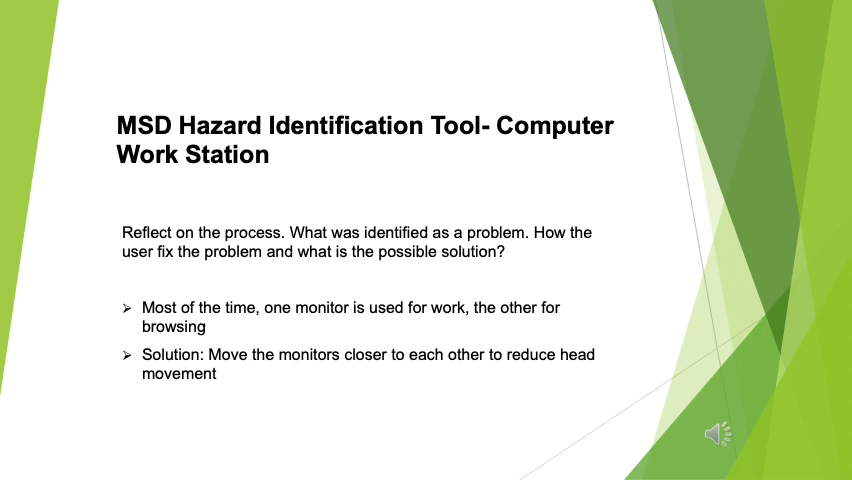 MSD Hazard Identification Tool- Computer
Work Station
Reflect on the process. What was identified as a problem. How the
user fix the problem and what is the possible solution?
Most of the time, one monitor is used for work, the other for
browsing
Solution: Move the monitors closer to each other to reduce head
movement